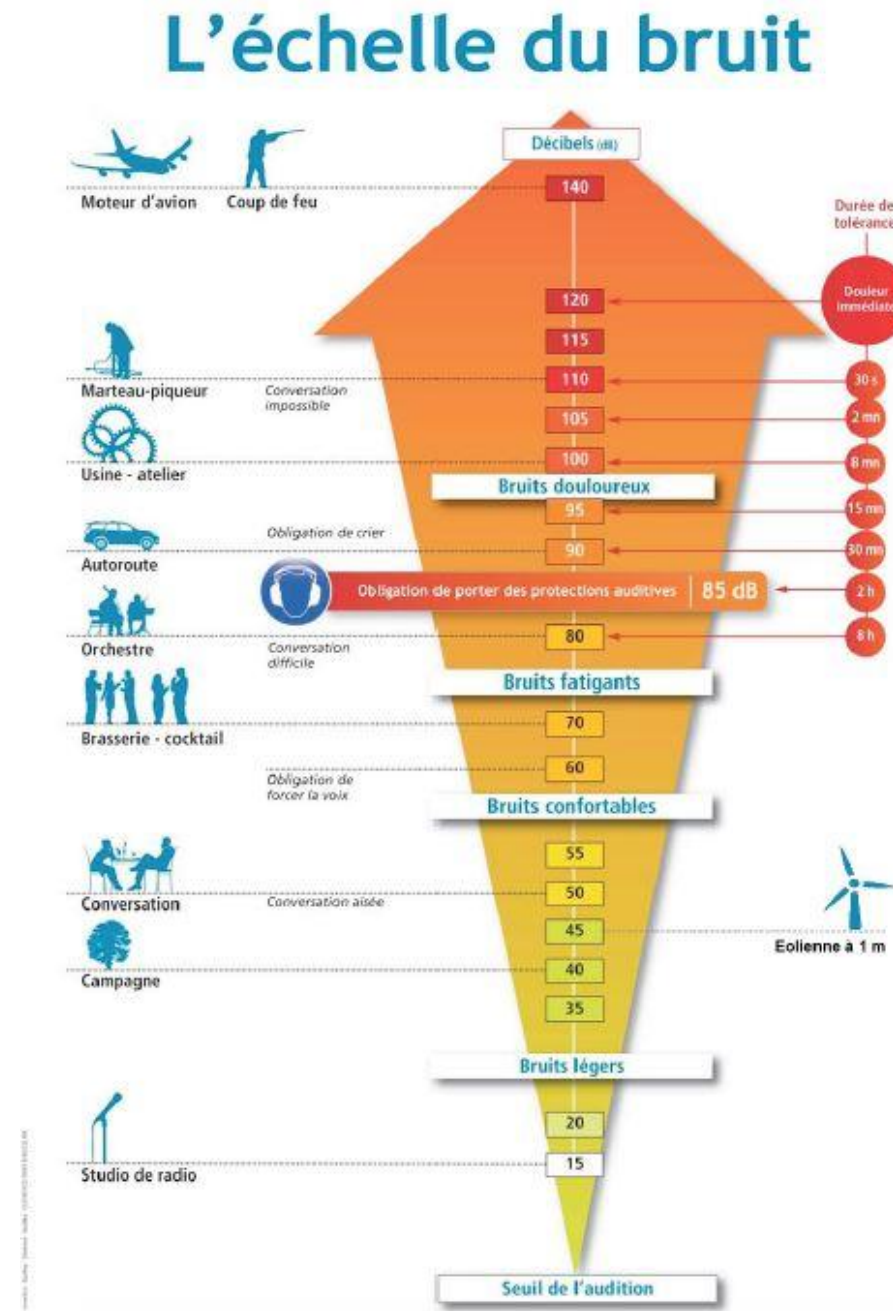 L'échelle du bruit
Décibels (dB)
140
Moteur d'avion
Coup de feu
Durée de
tolérance
120
Douleur
immédiate
115
Marteau-piqueur
Conversation
impossible
110
30 s
105
2 mn
Usine - atelier
100
8 mn
Bruits douloureux
95
15 mn
Autoroute
Obligation de crier
90
30 mn
Obligation de porter des protections auditives
85 dB
2 h
Orchestre
Conversation
difficile
80
8 h
Bruits fatigants
Brasserie - cocktail
70
Obligation de
forcer la voix
60
Bruits confortables
55
Conversation
Conversation aisée
50
45
Eolienne à 1 m
Campagne
40
35
Bruits légers
20
Studio de radio
15
Seuil de l'audition